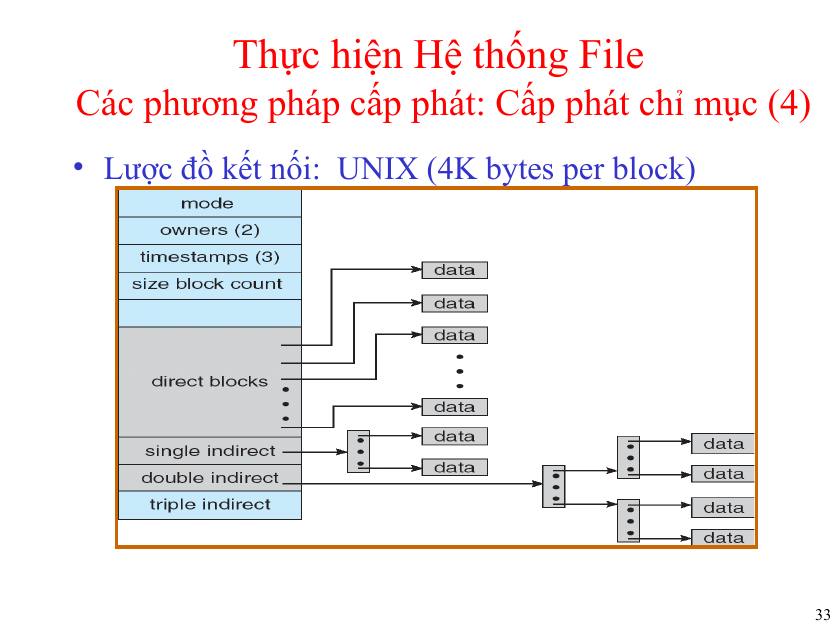 Thực hiện Hệ thống File
Các phương pháp cấp phát: Cấp phát chỉ mục (4)
• Lược đồ kết nối: UNIX (4K bytes per block)
mode
owners (2)
timestamps (3)
size block count
direct blocks
single indirect
double indirect
triple indirect
data
data
data
data
data
data
data
data
data
data
33